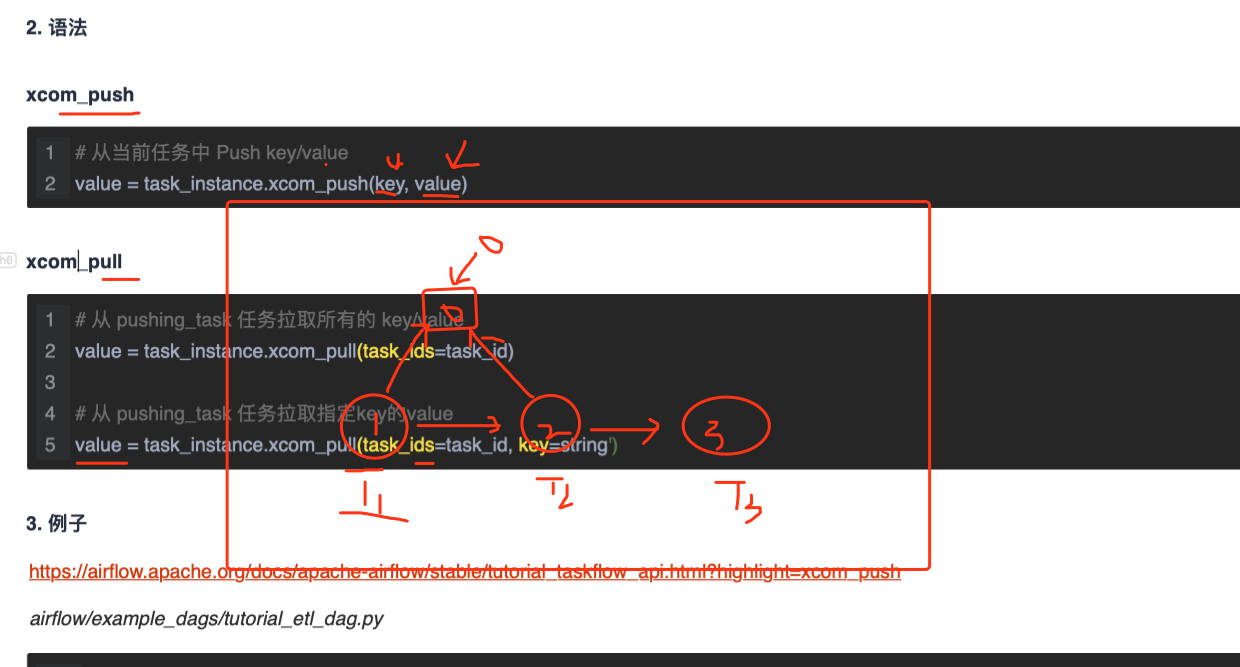 2. 语法
xcom_push
1 # 从当前任务中 Push key/value
2 value = task_instance.xcom_push(key, value)
h6 xcom_pull
1 # 从 pushing_task 任务拉取所有的 key/value
2 value = task_instance.xcom_pull(task_ids=task_id)
3
4 # 从 pushing_task 任务拉取指定key的value
5 value = task_instance.xcom_pull(task_ids=task_id, key=string')
1 2 3
T1 T2 T3
3. 例子
https://airflow.apache.org/docs/apache-airflow/stable/tutorial_taskflow_api.html?highlight=xcom_push
airflow/example_dags/tutorial_etl_dag.py